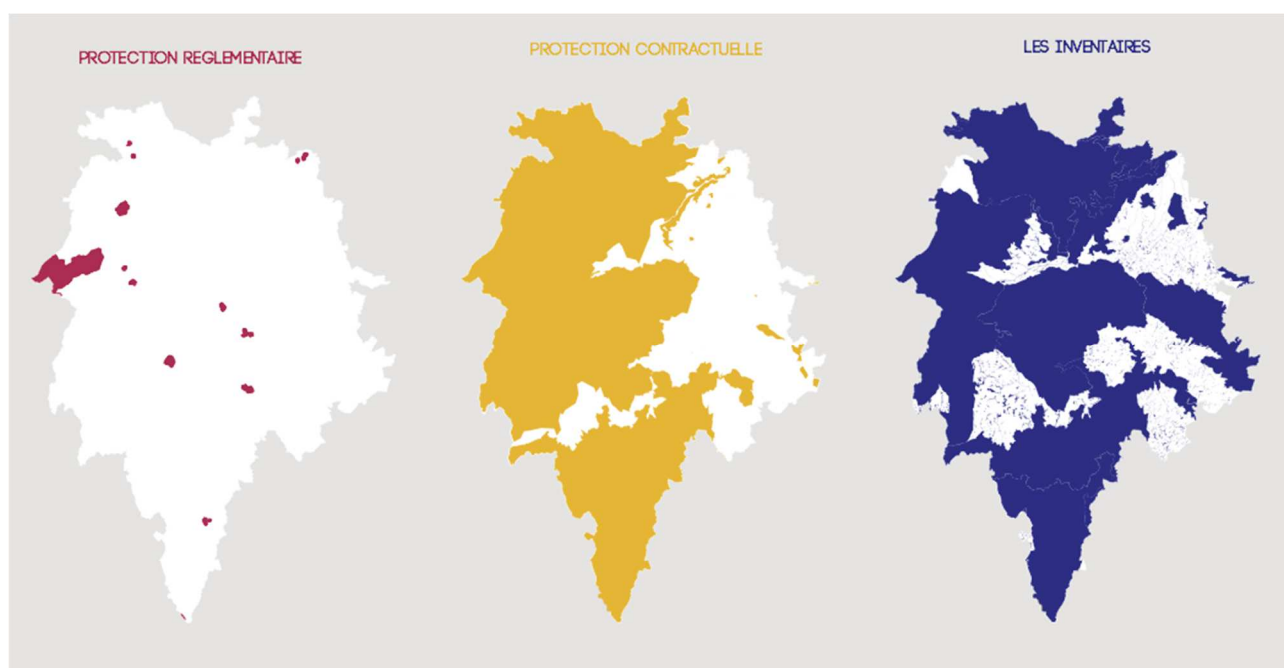 PROTECTION REGLEMENTAIRE
PROTECTION CONTRACTUELLE
LES INVENTAIRES